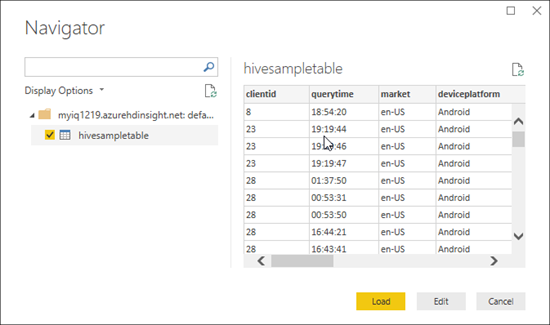 Navigator
Display Options
myiq1219.azurehdinsight.net: defa...
hivesampletable
hivesampletable
clientid querytime market deviceplatform
8 18:54:20 en-US Android
23 19:19:44 en-US Android
23 19:19:46 en-US Android
23 19:19:47 en-US Android
28 01:37:50 en-US Android
28 00:53:31 en-US Android
28 00:53:50 en-US Android
28 16:44:21 en-US Android
28 16:43:41 en-US Android
Load Edit Cancel